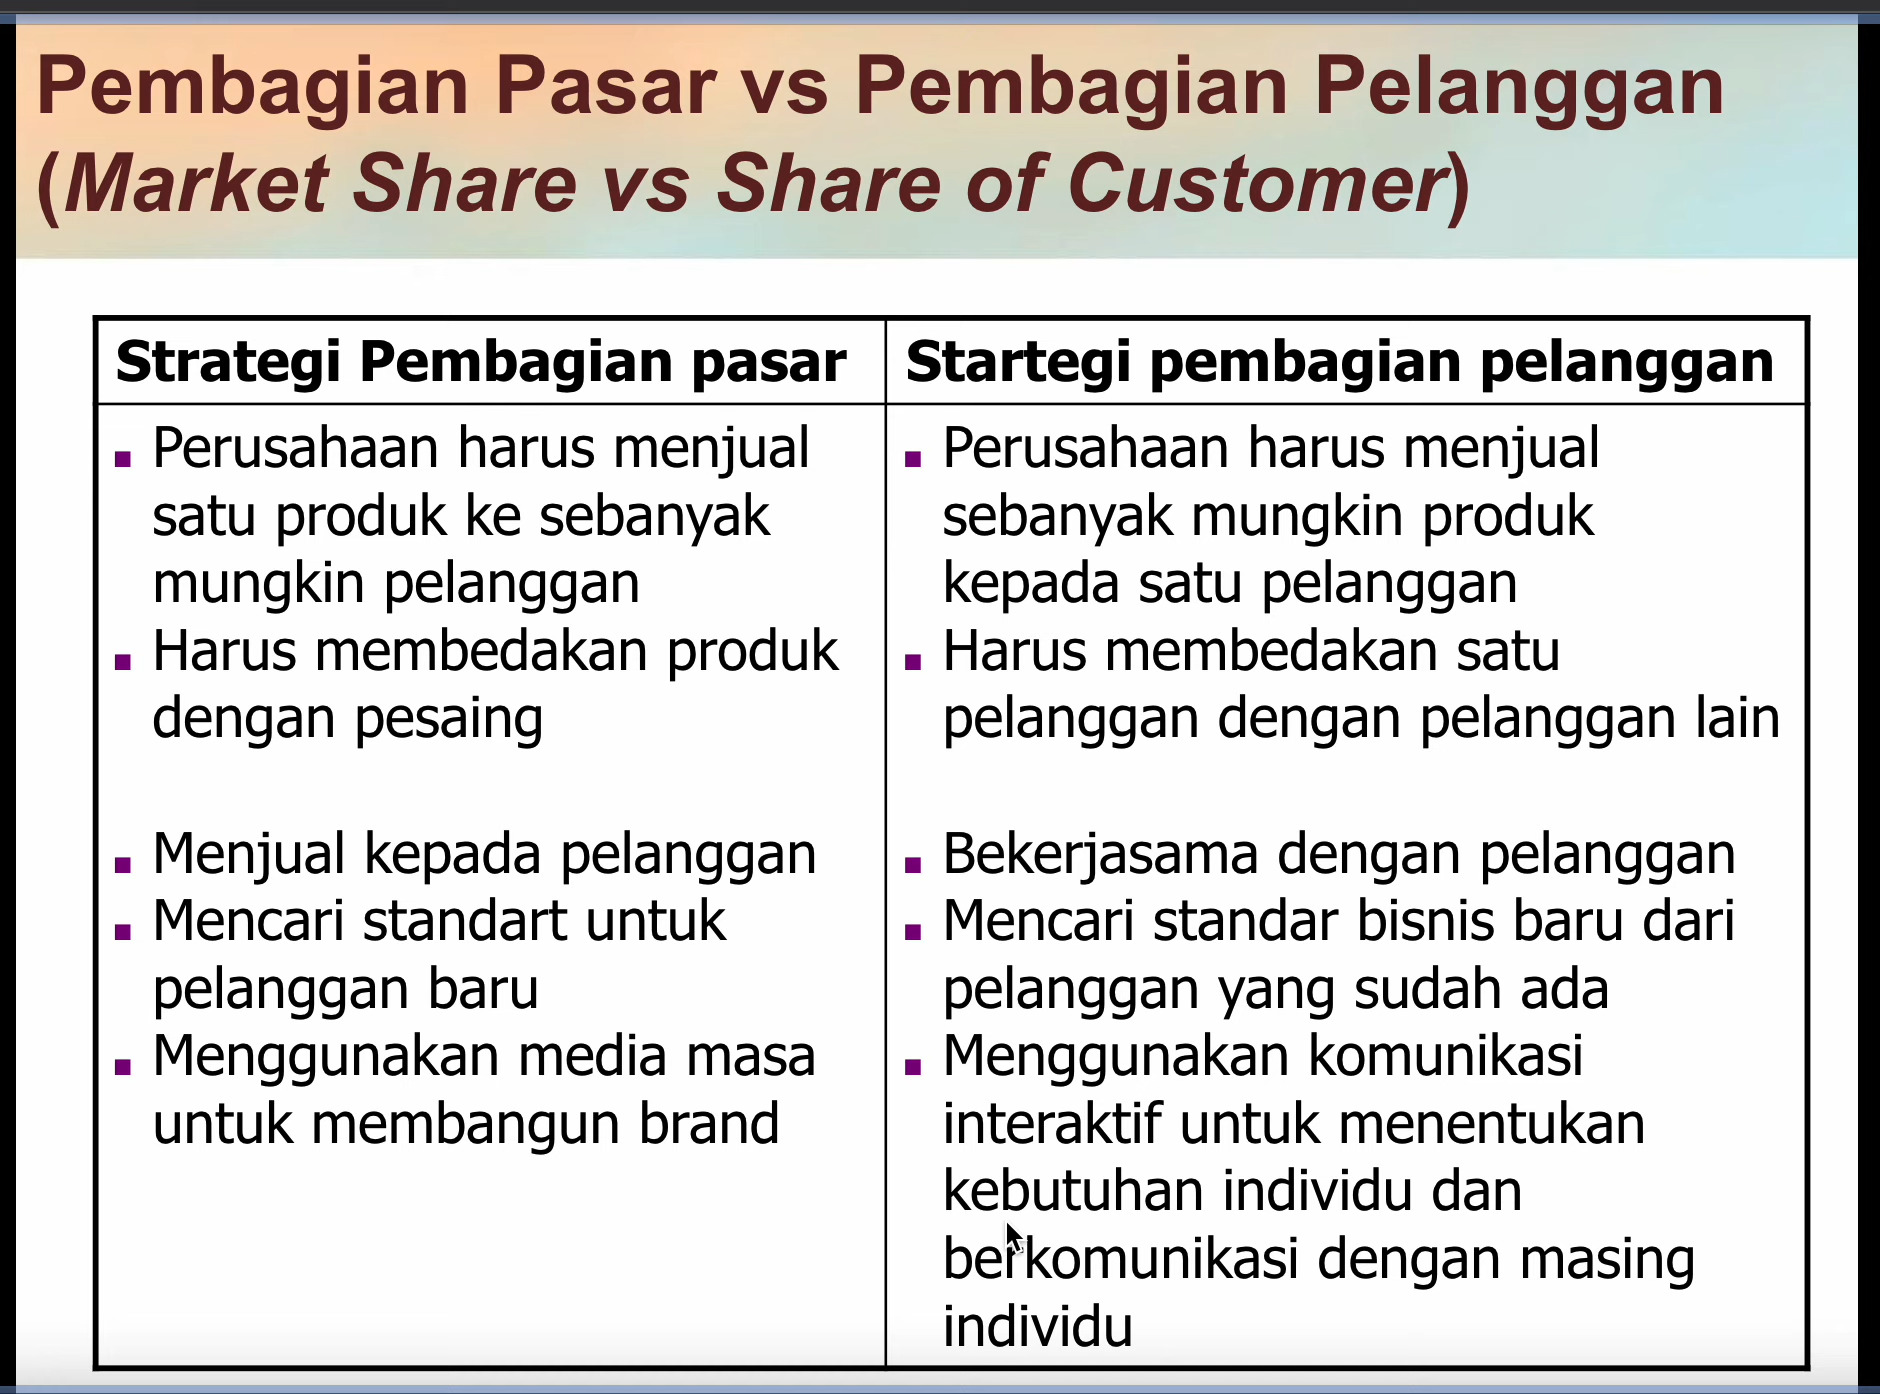 Pembagian Pasar vs Pembagian Pelanggan
(Market Share vs Share of Customer)
Strategi Pembagian pasar
Perusahaan harus menjual
satu produk ke sebanyak
mungkin pelanggan
Harus membedakan produk
dengan pesaing
Menjual kepada pelanggan
Mencari standart untuk
pelanggan baru
Menggunakan media masa
untuk membangun brand
Startegi pembagian pelanggan
Perusahaan harus menjual
sebanyak mungkin produk
kepada satu pelanggan
Harus membedakan satu
pelanggan dengan pelanggan lain
Bekerjasama dengan pelanggan
Mencari standar bisnis baru dari
pelanggan yang sudah ada
Menggunakan komunikasi
interaktif untuk menentukan
kebutuhan individu dan
berkomunikasi dengan masing
individu